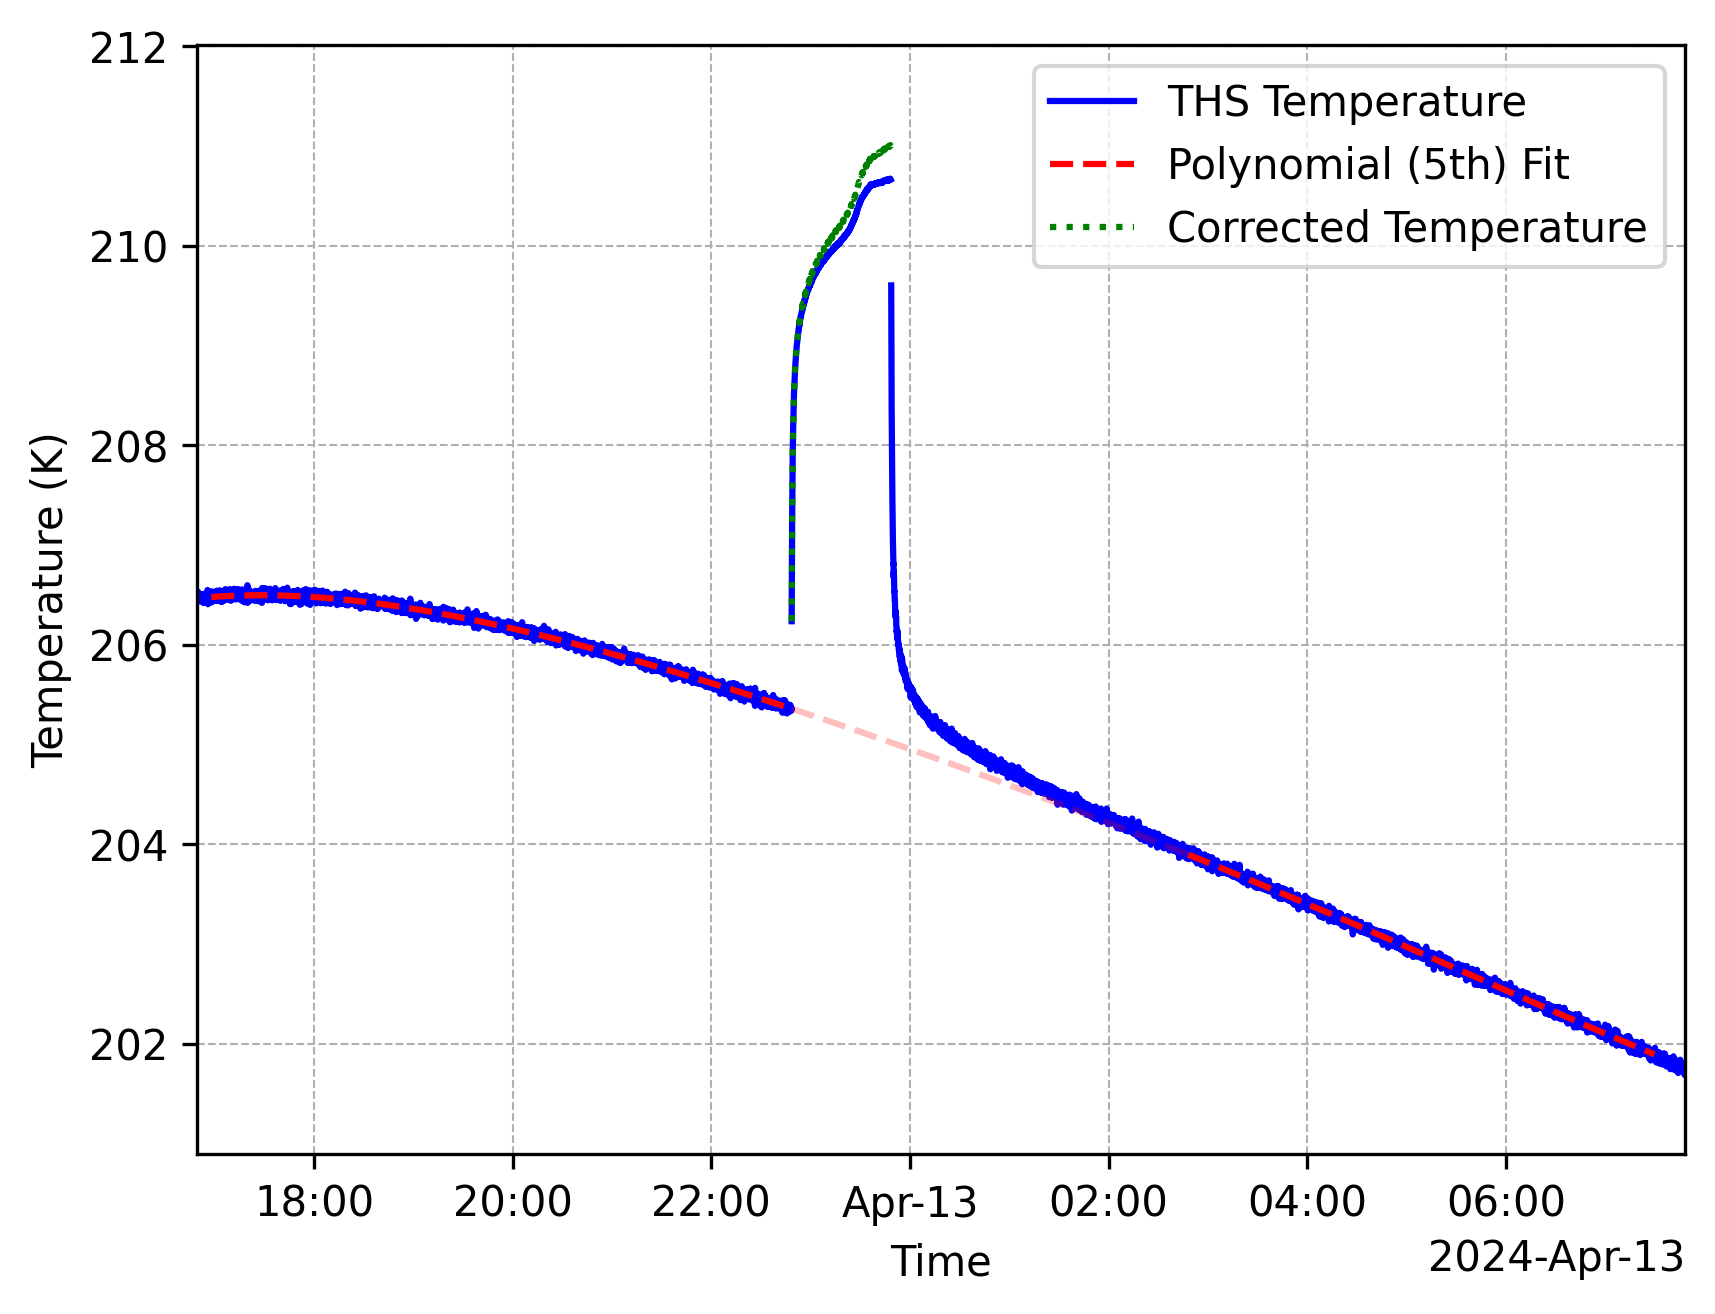 212
210
208
206
204
202
Temperature (K)
THS Temperature
Polynomial (5th) Fit
Corrected Temperature
18:00 20:00 22:00 Apr-13 02:00 04:00 06:00
Time
2024-Apr-13